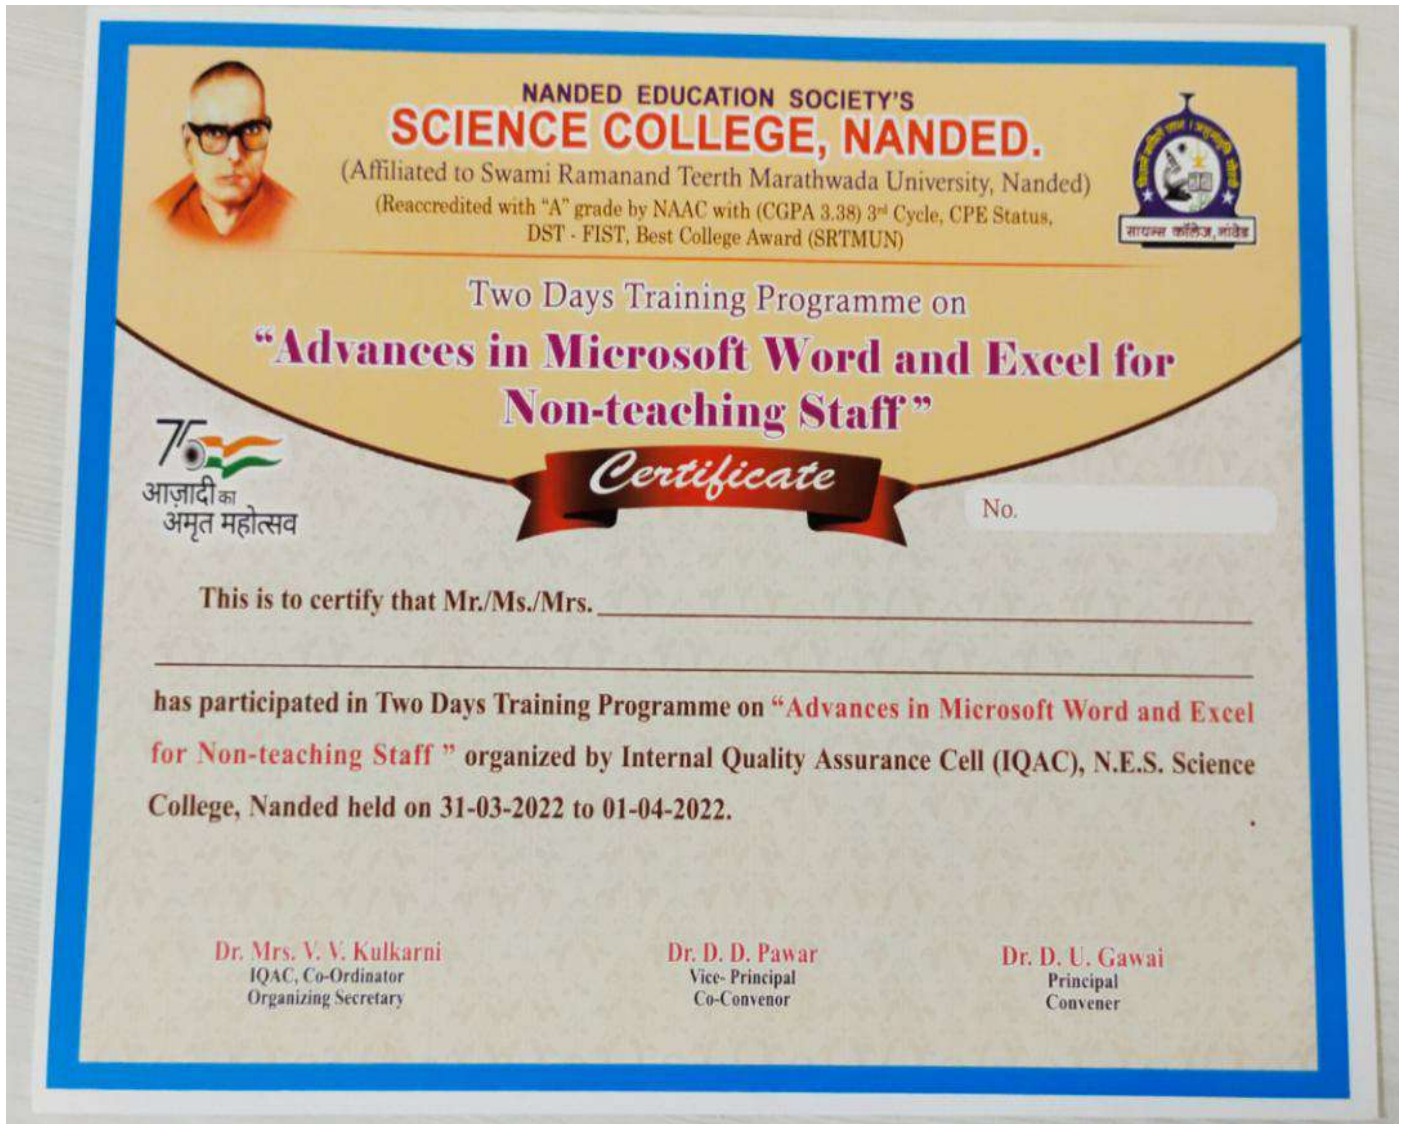 NANDED EDUCATION SOCIETY'S
SCIENCE COLLEGE, NANDED.
(Affiliated to Swami Ramanand Teerth Marathwada University, Nanded)
(Reaccredited with “A” grade by NAAC with (CGPA 3.38) 3rd Cycle, CPE Status,
DST - FIST, Best College Award (SRTMUN)
सायन्स कॉलेज, नांदेड
Two Days Training Programme on
“Advances in Microsoft Word and Excel for
Non-teaching Staff”
Certificate
75
आज़ादी का
अमृत महोत्सव
No.
This is to certify that Mr./Ms./Mrs.
has participated in Two Days Training Programme on “Advances in Microsoft Word and Excel
for Non-teaching Staff ” organized by Internal Quality Assurance Cell (IQAC), N.E.S. Science
College, Nanded held on 31-03-2022 to 01-04-2022.
Dr. Mrs. V. V. Kulkarni
IQAC, Co-Ordinator
Organizing Secretary
Dr. D. D. Pawar
Vice- Principal
Co-Convenor
Dr. D. U. Gawai
Principal
Convener